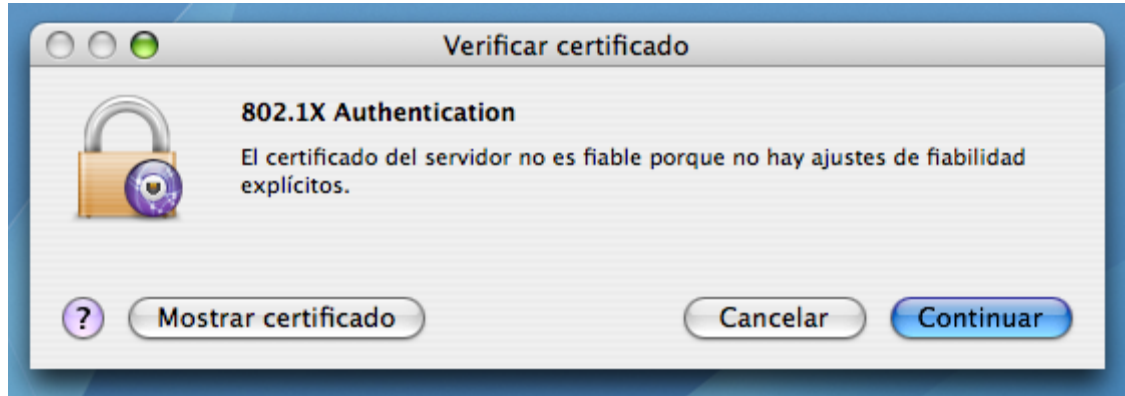 Verificar certificado
802.1X Authentication
El certificado del servidor no es fiable porque no hay ajustes de fiabilidad
explícitos.
? Mostrar certificado Cancelar Continuar